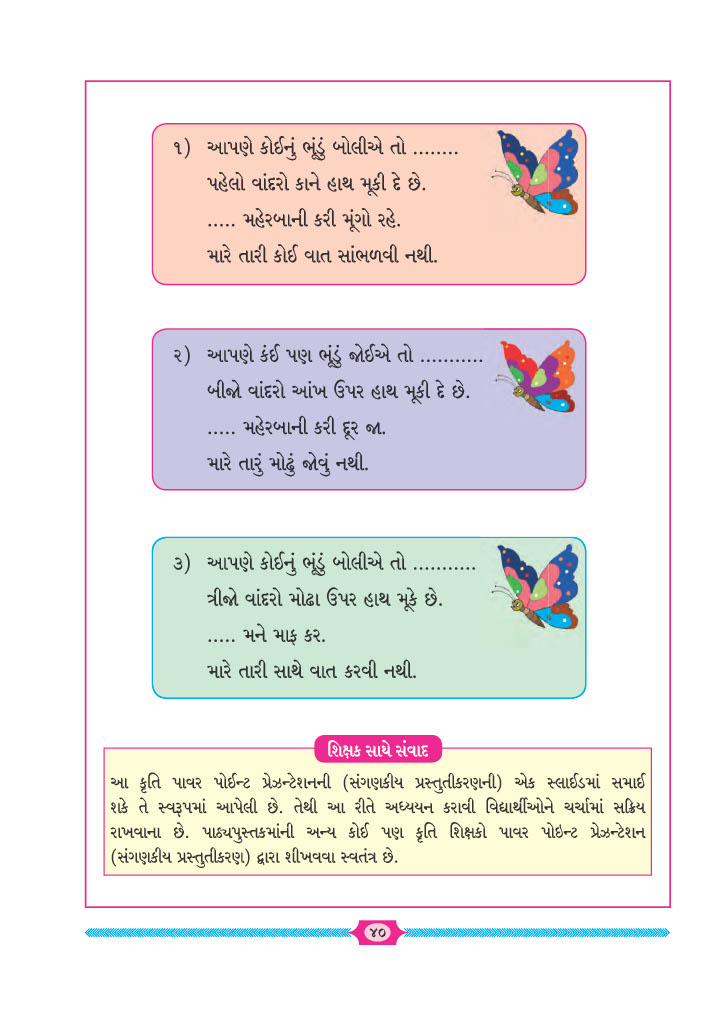 ૧) આપણે કોઈનું ભૂંડું બોલીએ તો ........
પહેલો વાંદરો કાને હાથ મૂકી દે છે.
..... મહેરબાની કરી મૂંગો રહે.
મારે તારી કોઈ વાત સાંભળવી નથી.
૨) આપણે કંઈ પણ ભૂંડું જોઈએ તો ...........
બીજો વાંદરો આંખ ઉપર હાથ મૂકી દે છે.
..... મહેરબાની કરી દૂર જા.
મારે તારું મોઢું જોવું નથી.
૩) આપણે કોઈનું ભૂંડું બોલીએ તો ...........
ત્રીજો વાંદરો મોઢા ઉપર હાથ મૂકે છે.
..... મને માફ કર.
મારે તારી સાથે વાત કરવી નથી.
શિક્ષક સાથે સંવાદ
આ કૃતિ પાવર પોઈન્ટ પ્રેઝન્ટેશનની (સંગણકીય પ્રસ્તુતીકરણની) એક સ્લાઈડમાં સમાઈ
શકે તે સ્વરૂપમાં આપેલી છે. તેથી આ રીતે અધ્યયન કરાવી વિદ્યાર્થીઓને ચર્ચામાં સક્રિય
રાખવાના છે. પાઠ્યપુસ્તકમાંની અન્ય કોઈ પણ કૃતિ શિક્ષકો પાવર પોઇન્ટ પ્રેઝન્ટેશન
(સંગણકીય પ્રસ્તુતીકરણ) દ્વારા શીખવવા સ્વતંત્ર છે.
૪૦